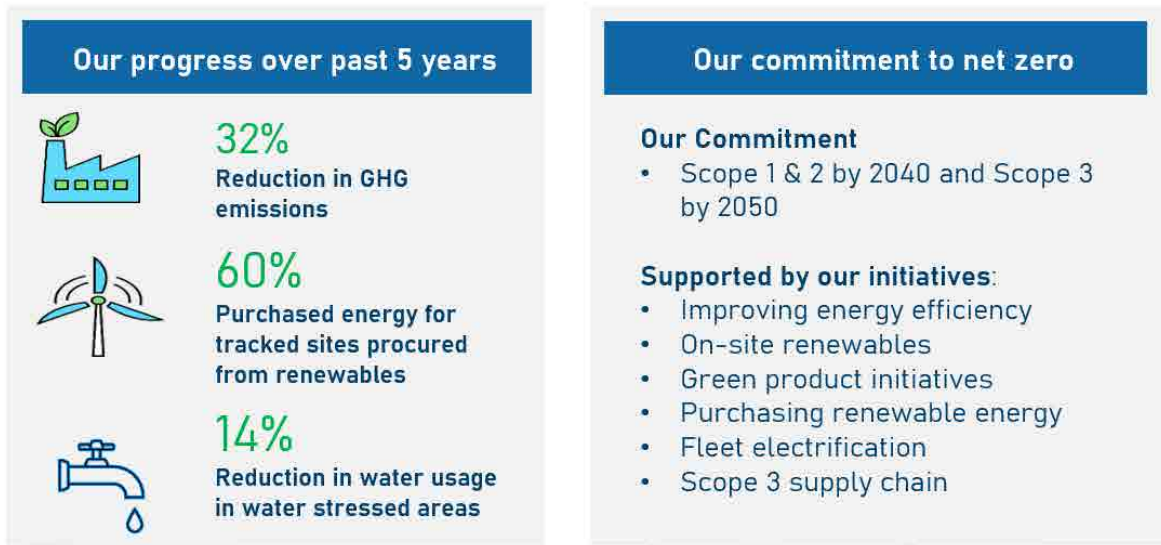 Our progress over past 5 years
32%
Reduction in GHG
emissions
60%
Purchased energy for
tracked sites procured
from renewables
14%
Reduction in water usage
in water stressed areas
Our commitment to net zero
Our Commitment
• Scope 1 & 2 by 2040 and Scope 3
by 2050
Supported by our initiatives:
• Improving energy efficiency
• On-site renewables
• Green product initiatives
• Purchasing renewable energy
• Fleet electrification
• Scope 3 supply chain